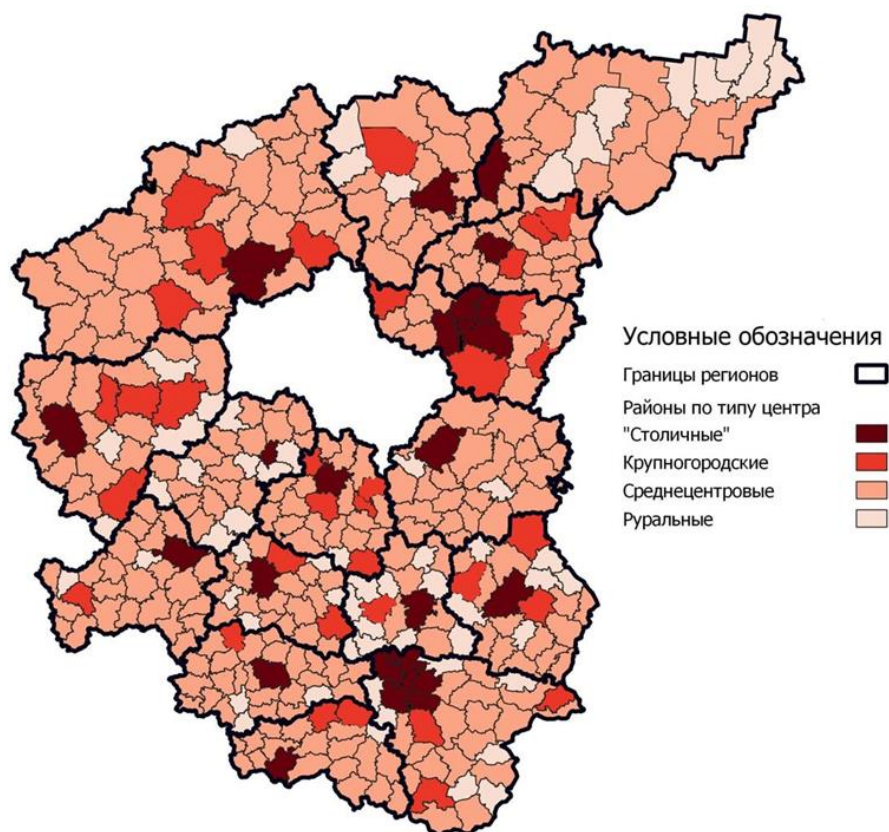 Условные обозначения
Границы регионов
Районы по типу центра
"Столичные"
Крупногородские
Среднецентровые
Руральные